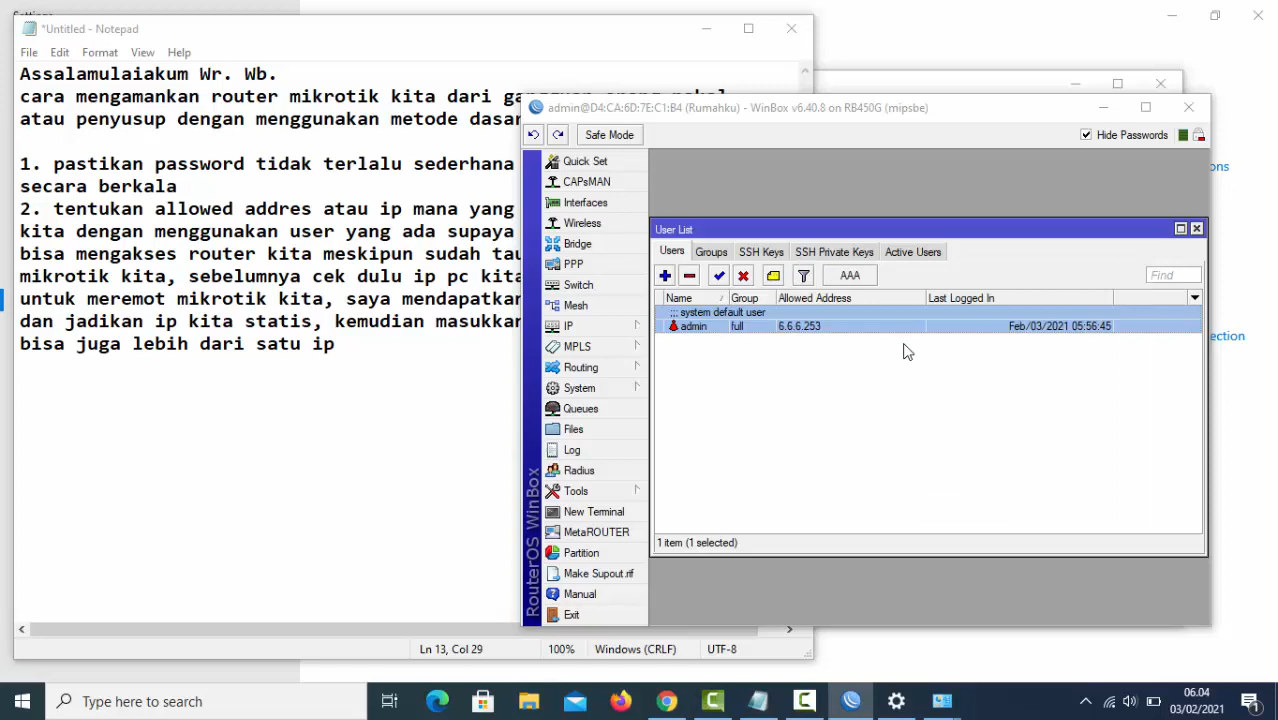 Settings
*Untitled - Notepad
File Edit Format View Help
Assalamulaiakum Wr. Wb.
cara mengamankan router mikrotik kita dari
atau penyusup dengan menggunakan metode dasar
1. pastikan password tidak terlalu sederhana
secara berkala
2. tentukan allowed addres atau ip mana yang
kita dengan menggunakan user yang ada supaya
bisa mengakses router kita meskipun sudah tau
mikrotik kita, sebelumnya cek dulu ip pc kita
untuk meremot mikrotik kita, saya mendapatkan
dan jadikan ip kita statis, kemudian masukkan
bisa juga lebih dari satu ip
Ln 13, Col 29 100% Windows (CRLF) UTF-8
admin@D4:CA:6D:7E:C1:B4 (Rumahku) - WinBox v6.40.8 on RB450G (mipsbe)
Safe Mode
Hide Passwords
RouterOS WinBox
Quick Set
CAPsMAN
Interfaces
Wireless
Bridge
PPP
Switch
Mesh
IP
MPLS
Routing
System
Queues
Files
Log
Radius
Tools
New Terminal
MetaROUTER
Partition
Make Supout.rif
Manual
Exit
User List
Users Groups SSH Keys SSH Private Keys Active Users
AAA
Find
Name Group Allowed Address Last Logged In
;;; system default user
admin full 6.6.6.253 Feb/03/2021 05:56:45
1 item (1 selected)
ons
ection
Type here to search
06.04
03/02/2021
1